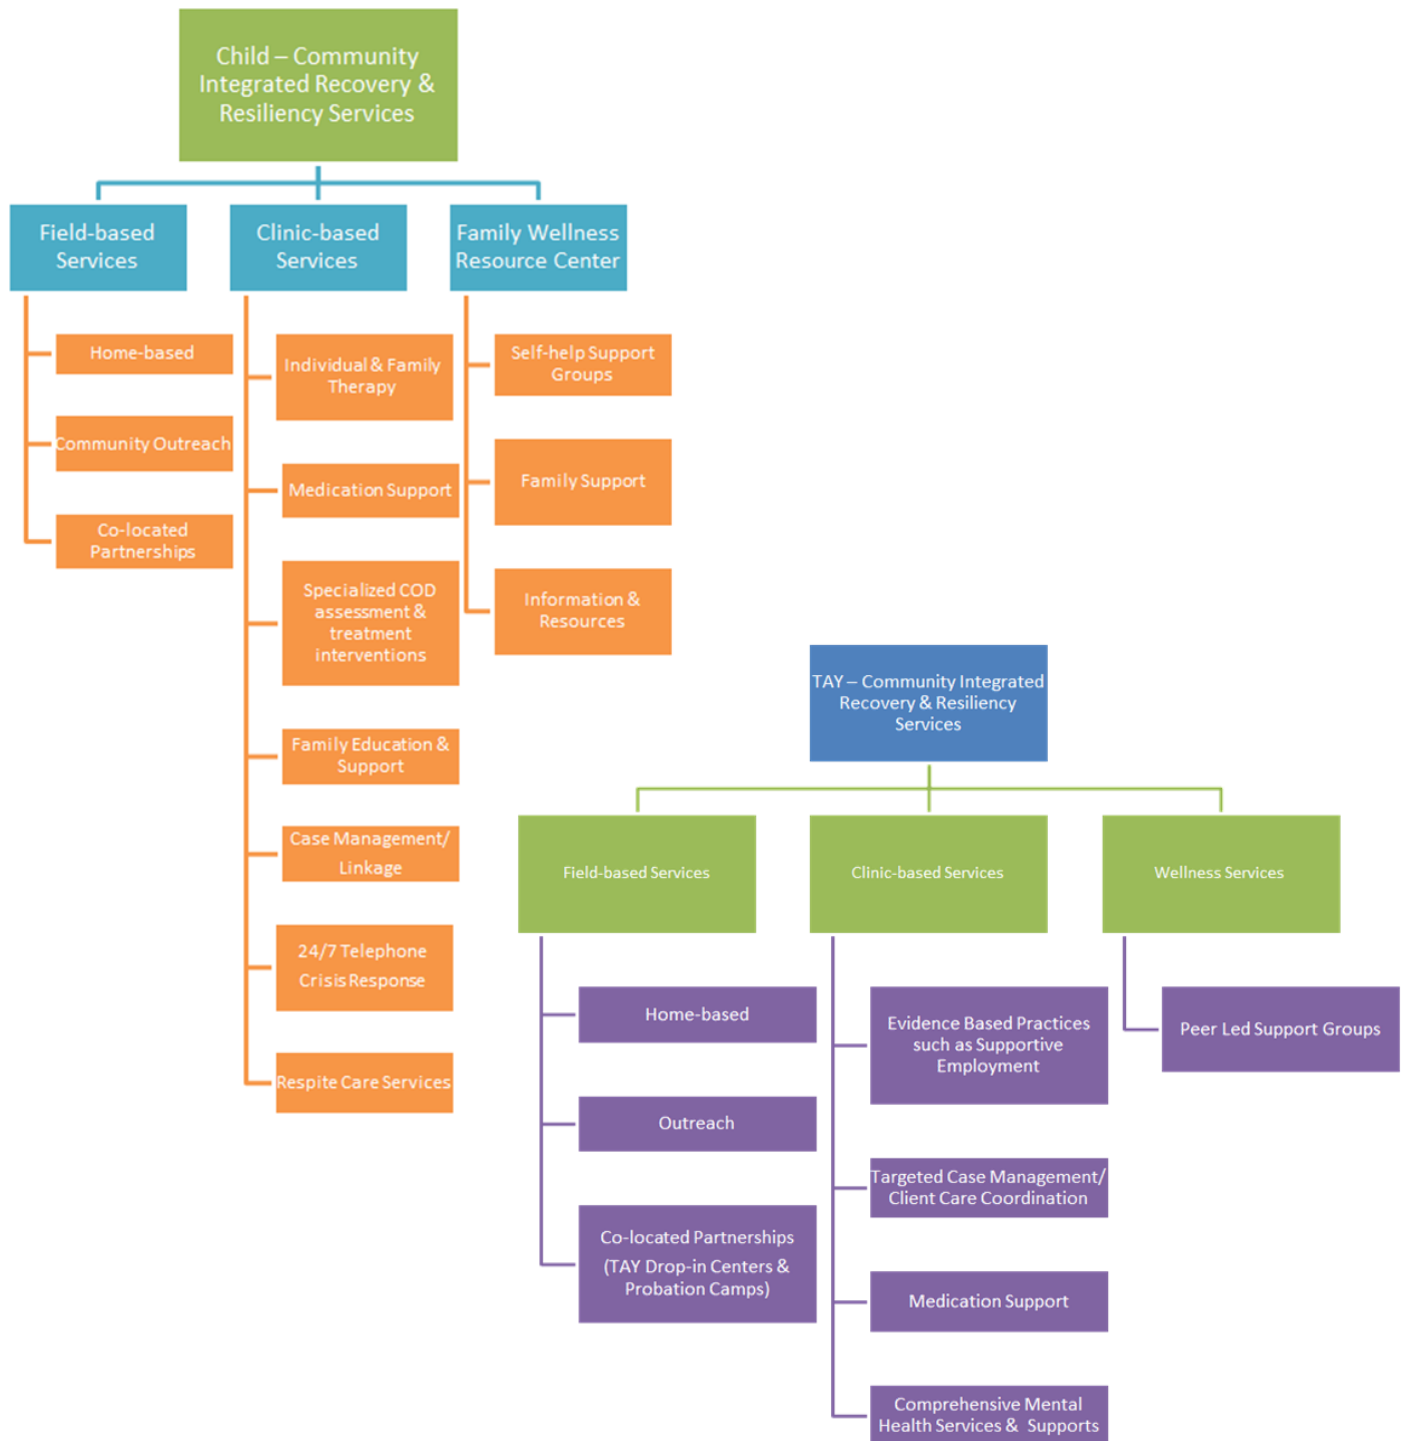 Child – Community
Integrated Recovery &
Resiliency Services
Field-based
Services
Home-based
Community Outreach
Co-located
Partnerships
Clinic-based
Services
Individual & Family
Therapy
Medication Support
Specialized COD
assessment &
treatment
interventions
Family Education &
Support
Case Management/
Linkage
24/7 Telephone
Crisis Response
Respite Care Services
Family Wellness
Resource Center
Self-help Support
Groups
Family Support
Information &
Resources
TAY – Community Integrated
Recovery & Resiliency
Services
Field-based Services
Home-based
Outreach
Co-located Partnerships
(TAY Drop-in Centers &
Probation Camps)
Clinic-based Services
Evidence Based Practices
such as Supportive
Employment
Targeted Case Management/
Client Care Coordination
Medication Support
Comprehensive Mental
Health Services & Supports
Wellness Services
Peer Led Support Groups